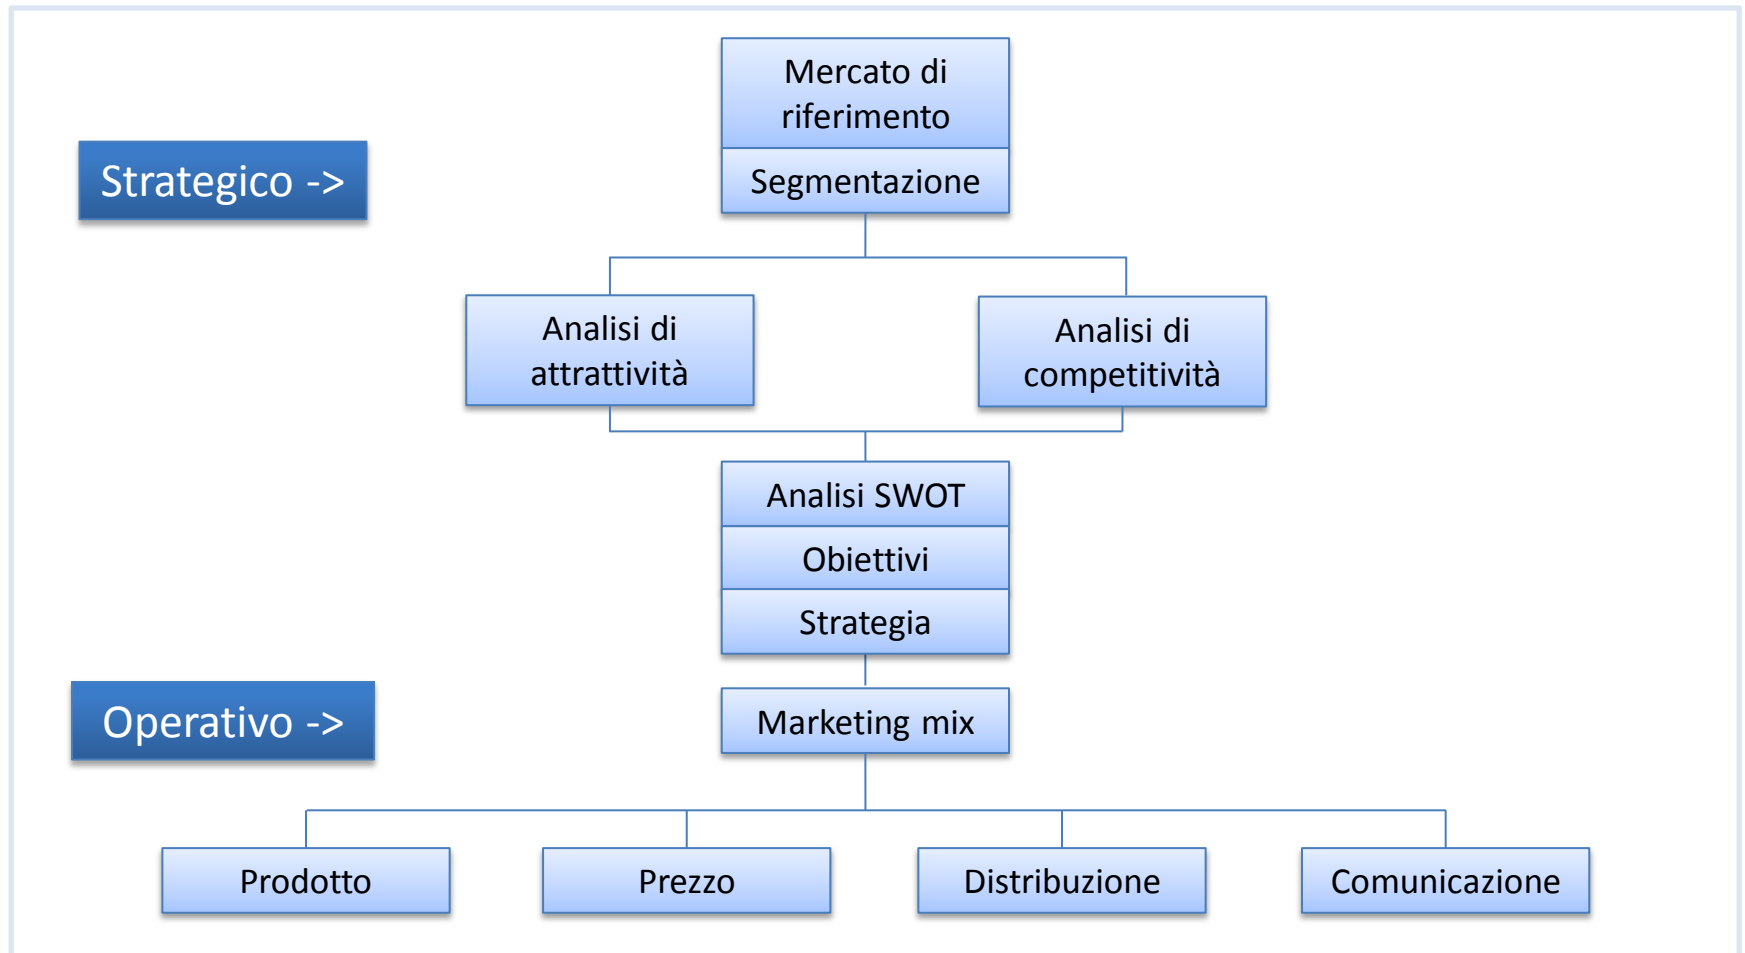 Mercato di
riferimento
Strategico ->
Segmentazione
Analisi di
attrattività
Analisi di
competitività
Analisi SWOT
Obiettivi
Strategia
Operativo ->
Marketing mix
Prodotto
Prezzo
Distribuzione
Comunicazione